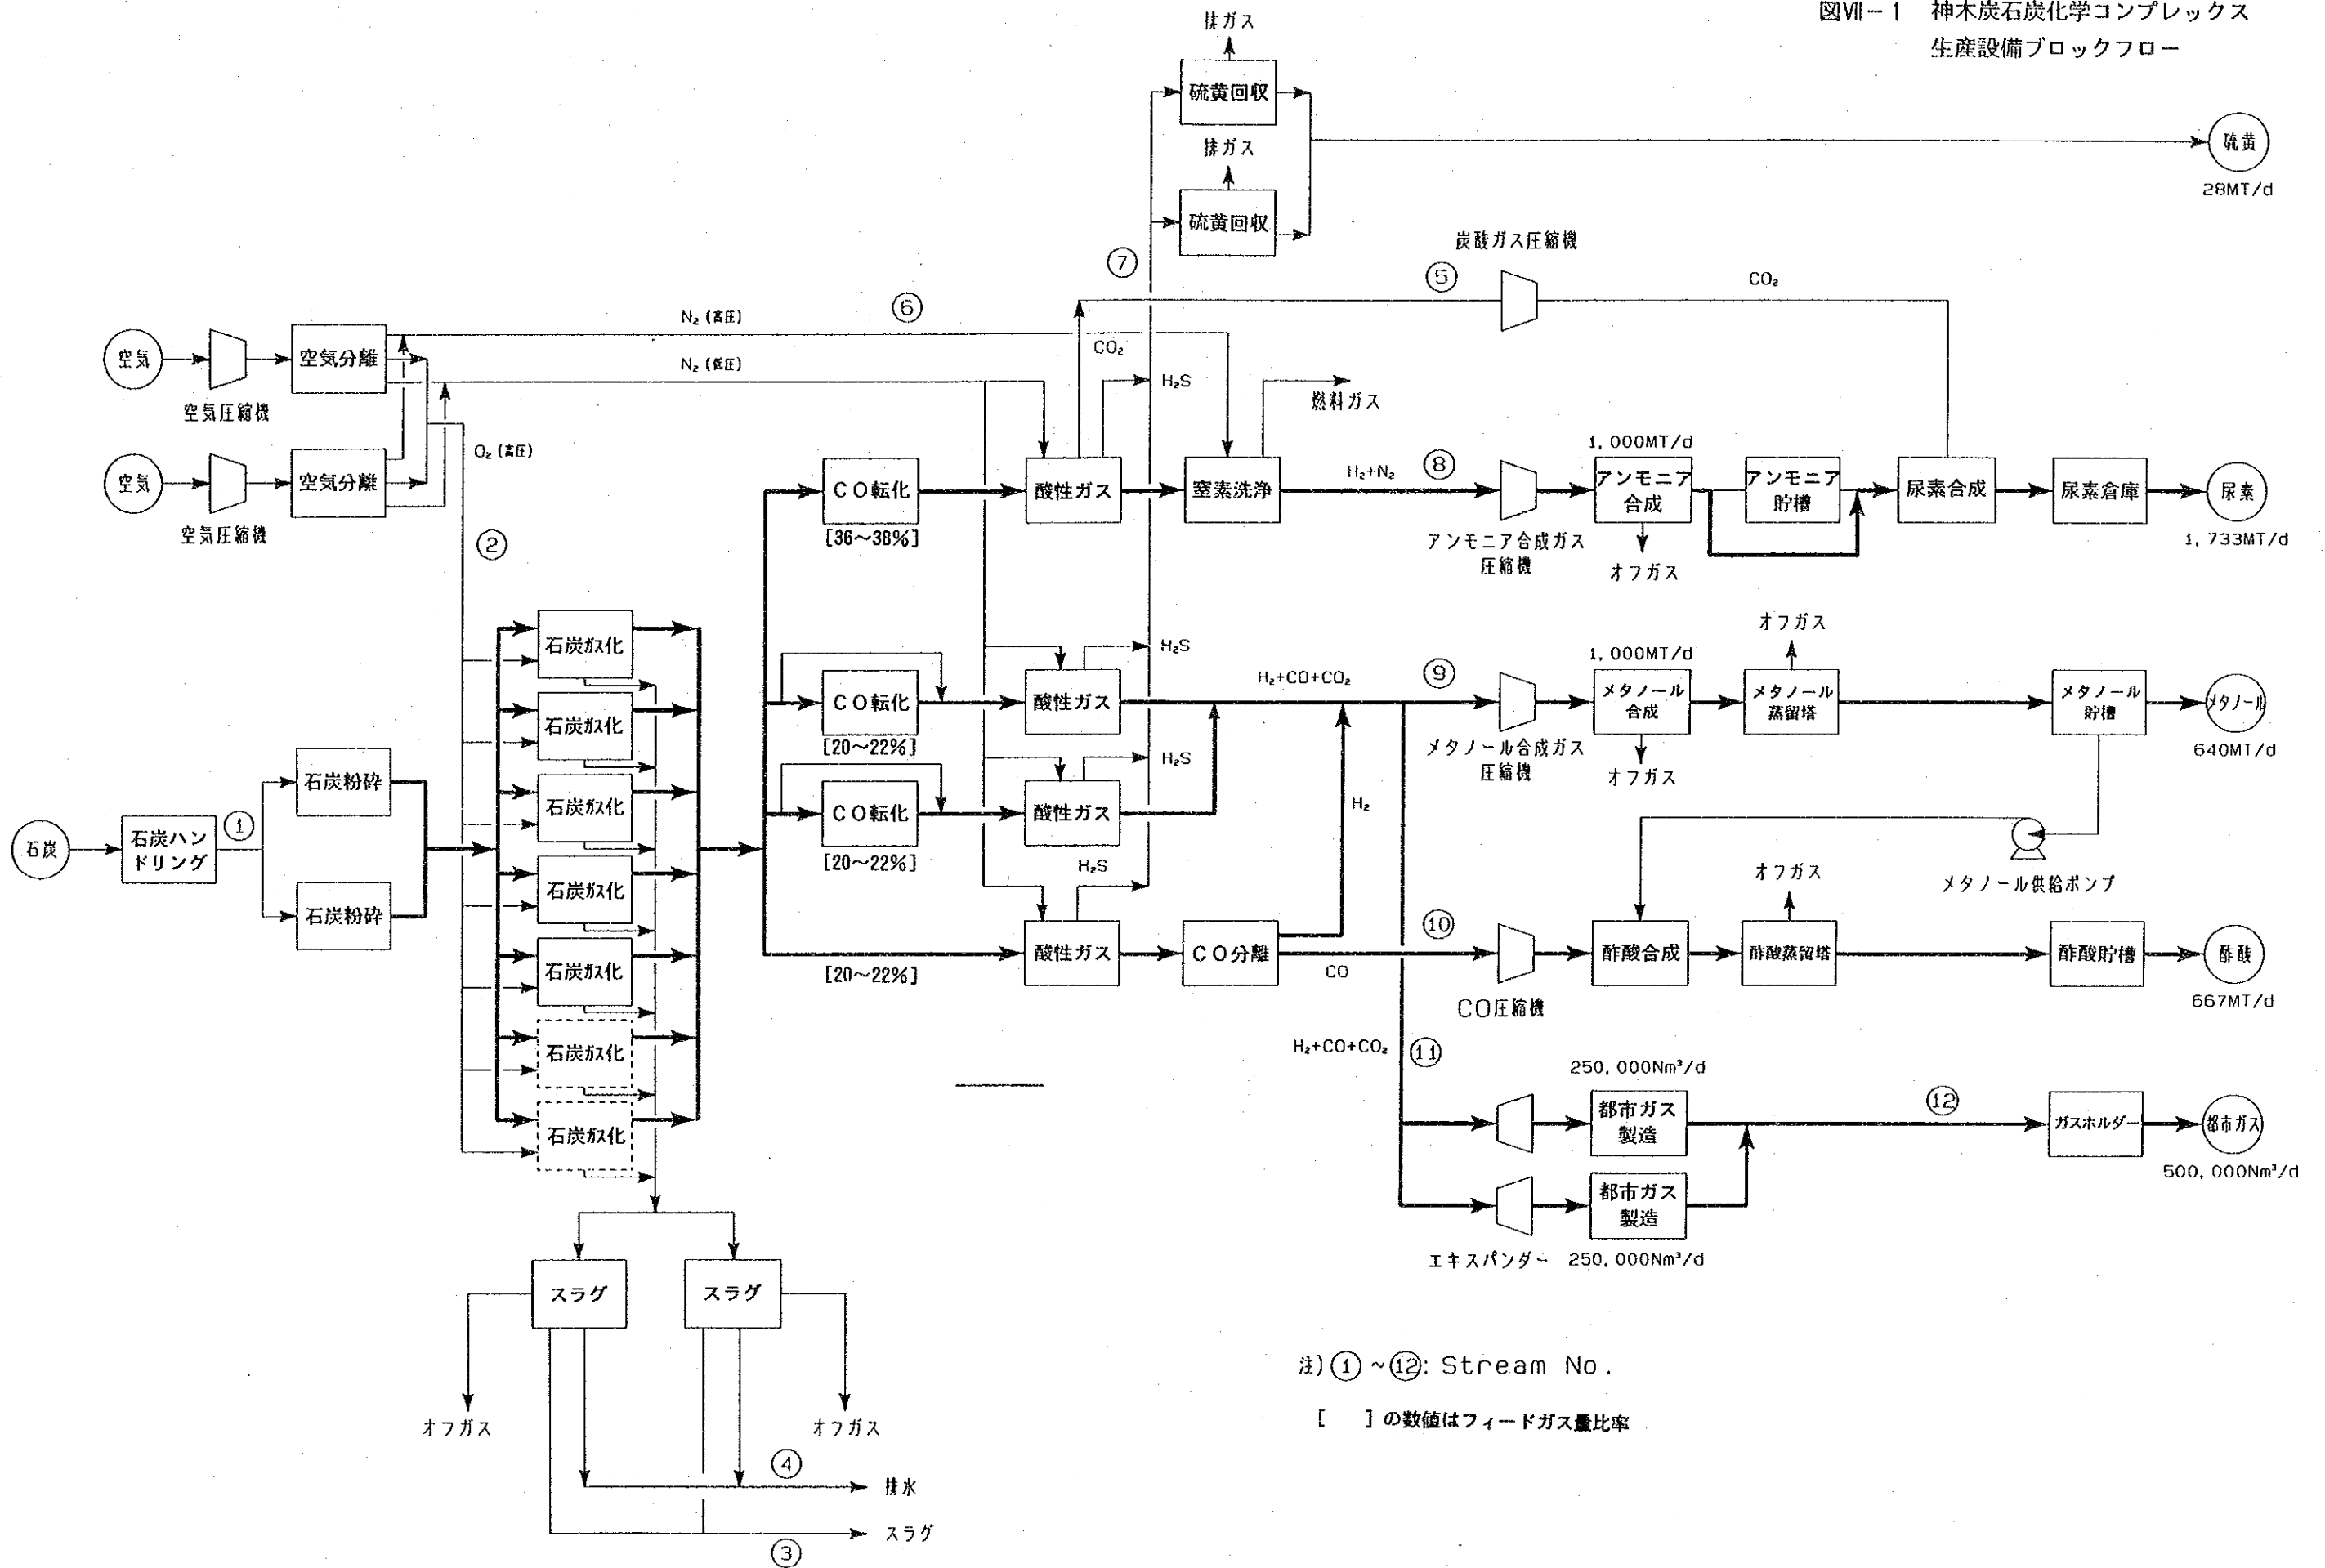 図Ⅶ-1 神木炭石炭化学コンプレックス
生産設備ブロックフロー
排ガス
硫黄回収
排ガス
硫黄回収
硫黄
28MT/d
⑦
炭酸ガス圧縮機
⑤
CO₂
N₂(高圧)
⑥
空気
空気圧縮機
空気分離
N₂(低圧)
CO₂
H₂S
燃料ガス
空気
空気圧縮機
空気分離
O₂(高圧)
②
CO転化
[36~38%]
酸性ガス
窒素洗浄
H₂+N₂
⑧
アンモニア合成ガス
圧縮機
1,000MT/d
アンモニア
合成
オフガス
アンモニア
貯槽
尿素合成
尿素倉庫
尿素
1,733MT/d
石炭ガス化
石炭ガス化
石炭ガス化
石炭ガス化
石炭ガス化
石炭ガス化
石炭ガス化
石炭
石炭ハン
ドリング
①
石炭粉砕
石炭粉砕
CO転化
[20~22%]
酸性ガス
H₂S
H₂+CO+CO₂
⑨
メタノール合成ガス
圧縮機
1,000MT/d
メタノール
合成
オフガス
オフガス
メタノール
蒸留塔
メタノール
貯槽
メタノール
640MT/d
CO転化
[20~22%]
酸性ガス
H₂S
H₂
メタノール供給ポンプ
[20~22%]
H₂S
酸性ガス
CO分離
CO
⑩
CO圧縮機
酢酸合成
オフガス
酢酸蒸留塔
酢酸貯槽
酢酸
667MT/d
H₂+CO+CO₂
⑪
250,000Nm³/d
都市ガス
製造
都市ガス
製造
エキスパンダー
250,000Nm³/d
⑫
ガスホルダー
都市ガス
500,000Nm³/d
スラグ
スラグ
オフガス
オフガス
④
排水
スラグ
③
注)①~⑫: Stream No.
[ ]の数値はフィードガス量比率